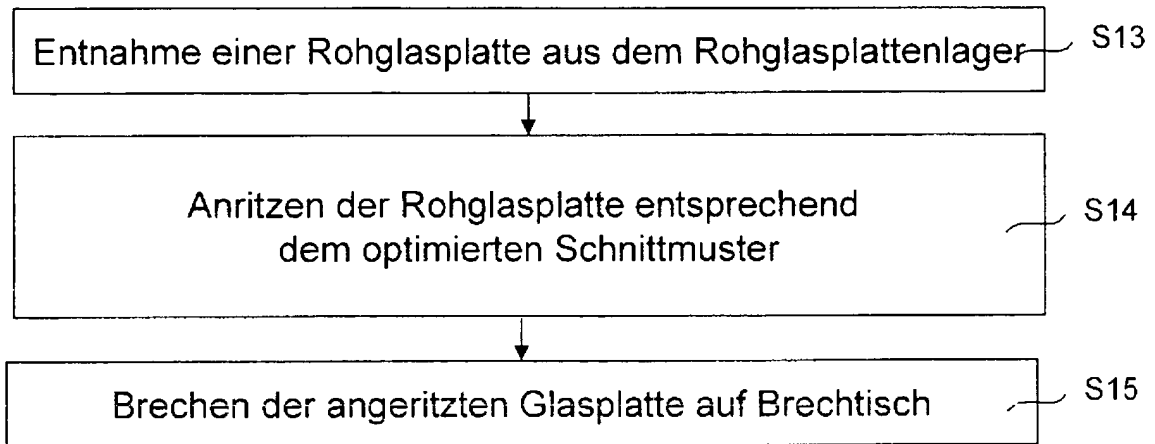 Entnahme einer Rohglasplatte aus dem Rohglasplattenlager
S13
Anritzen der Rohglasplatte entsprechend
dem optimierten Schnittmuster
S14
Brechen der angeritzten Glasplatte auf Brechtisch
S15